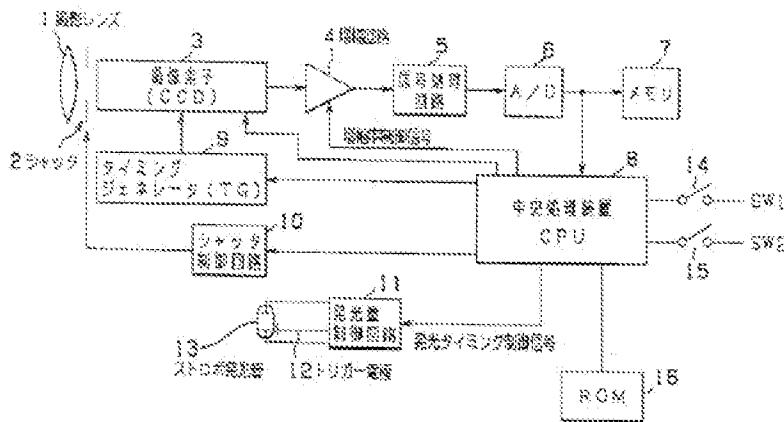 1 撮影レンズ
2 シャッタ
3
撮像素子
(CCD)
4 増幅回路
5
信号処理
回路
6
A/D
7
メモリ
増幅率制御信号
9
タイミング
ジェネレータ(TG)
8
中央処理装置
CPU
14
SW1
15
SW2
10
シャッタ
制御回路
11
発光量
制御回路
発光タイミング制御信号
13
ストロボ発光器
12 トリガー電極
16
ROM